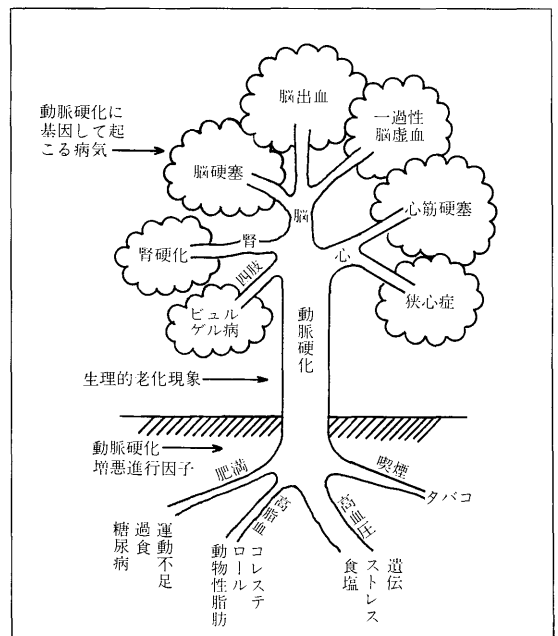 脳出血
一過性
脳虚血
動脈硬化に
基因して起
こる病気
脳硬塞
脳
心筋硬塞
腎
腎硬化
心
四肢
狭心症
ビュル
ゲル病
動脈硬化
生理的老化現象
動脈硬化
増悪進行因子
肥満
喫煙
タバコ
高脂血
高血圧
運動不足
過食
糖尿病
コレステ
ロール
動物性脂肪
遺伝
ストレス
食塩